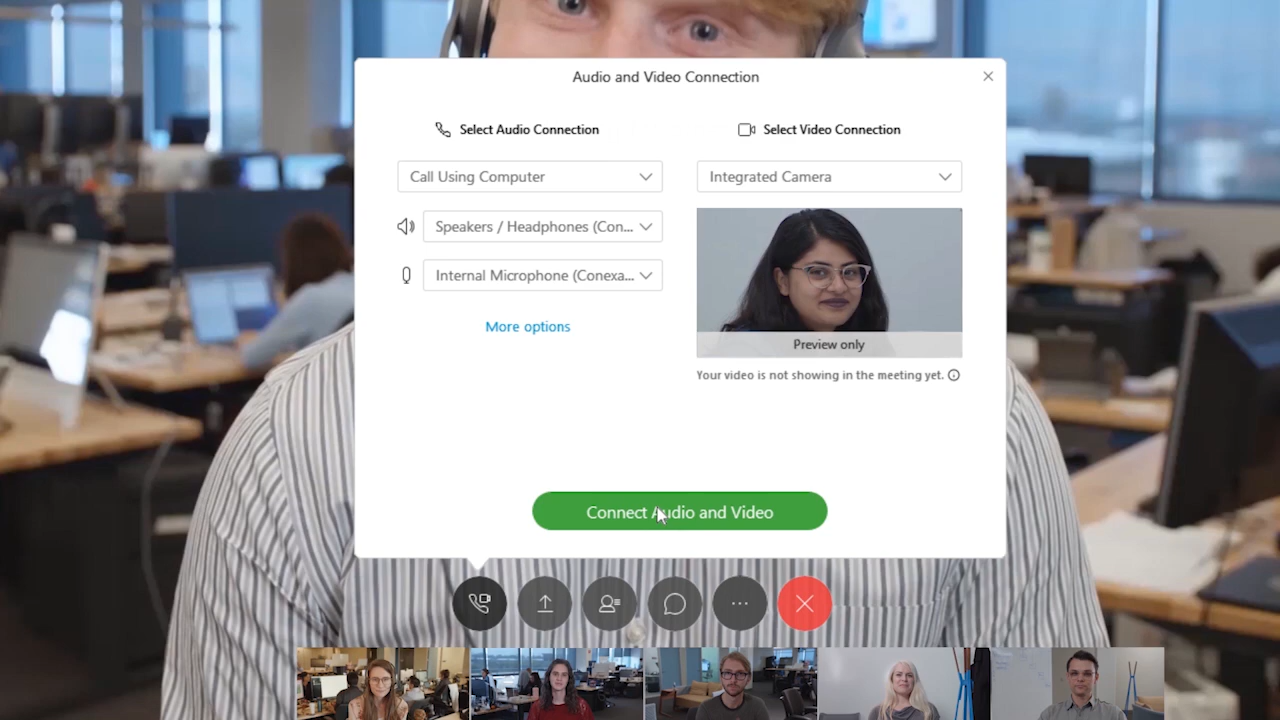 Audio and Video Connection
Select Audio Connection
Select Video Connection
Call Using Computer
Integrated Camera
Speakers / Headphones (Con...
Internal Microphone (Conexa...
More options
Preview only
Your video is not showing in the meeting yet.
Connect Audio and Video